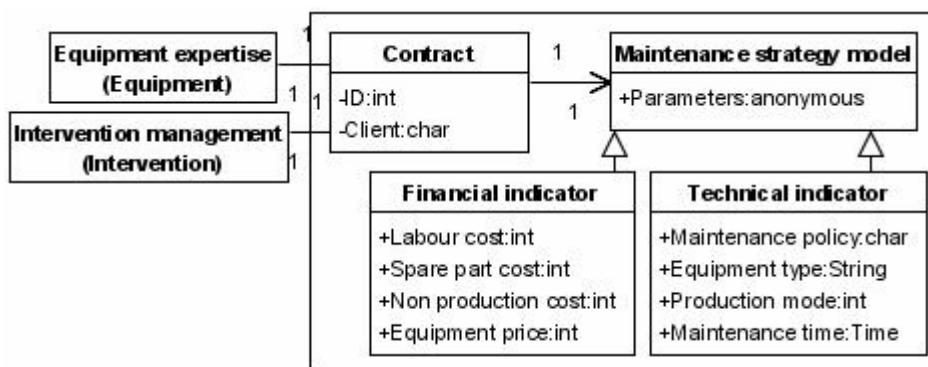 Equipment expertise
(Equipment)
1
1
Intervention management
(Intervention)
1
1
Contract
-ID:int
-Client:char
1
1
Maintenance strategy model
+Parameters:anonymous
Financial indicator
+Labour cost:int
+Spare part cost:int
+Non production cost:int
+Equipment price:int
Technical indicator
+Maintenance policy:char
+Equipment type:String
+Production mode:int
+Maintenance time:Time